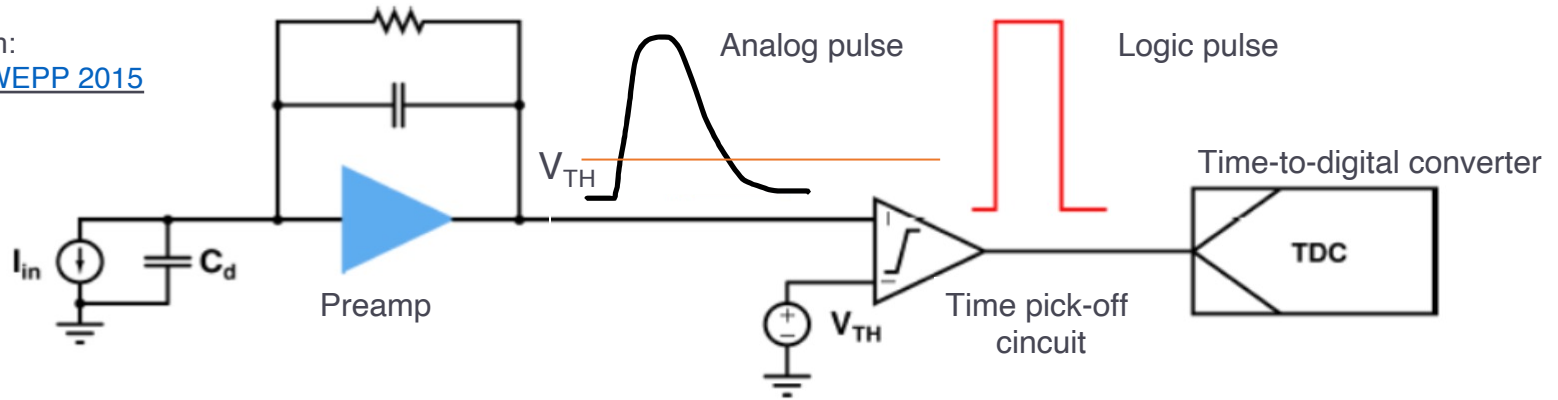 n:
WEPP 2015
Analog pulse
Logic pulse
VTH
Time-to-digital converter
Iin
Cd
TDC
Preamp
+
−
VTH
Time pick-off
cincuit